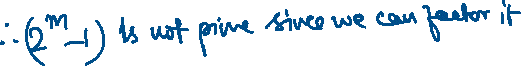 ∴ (2^m - 1) is not prime since we can factor it